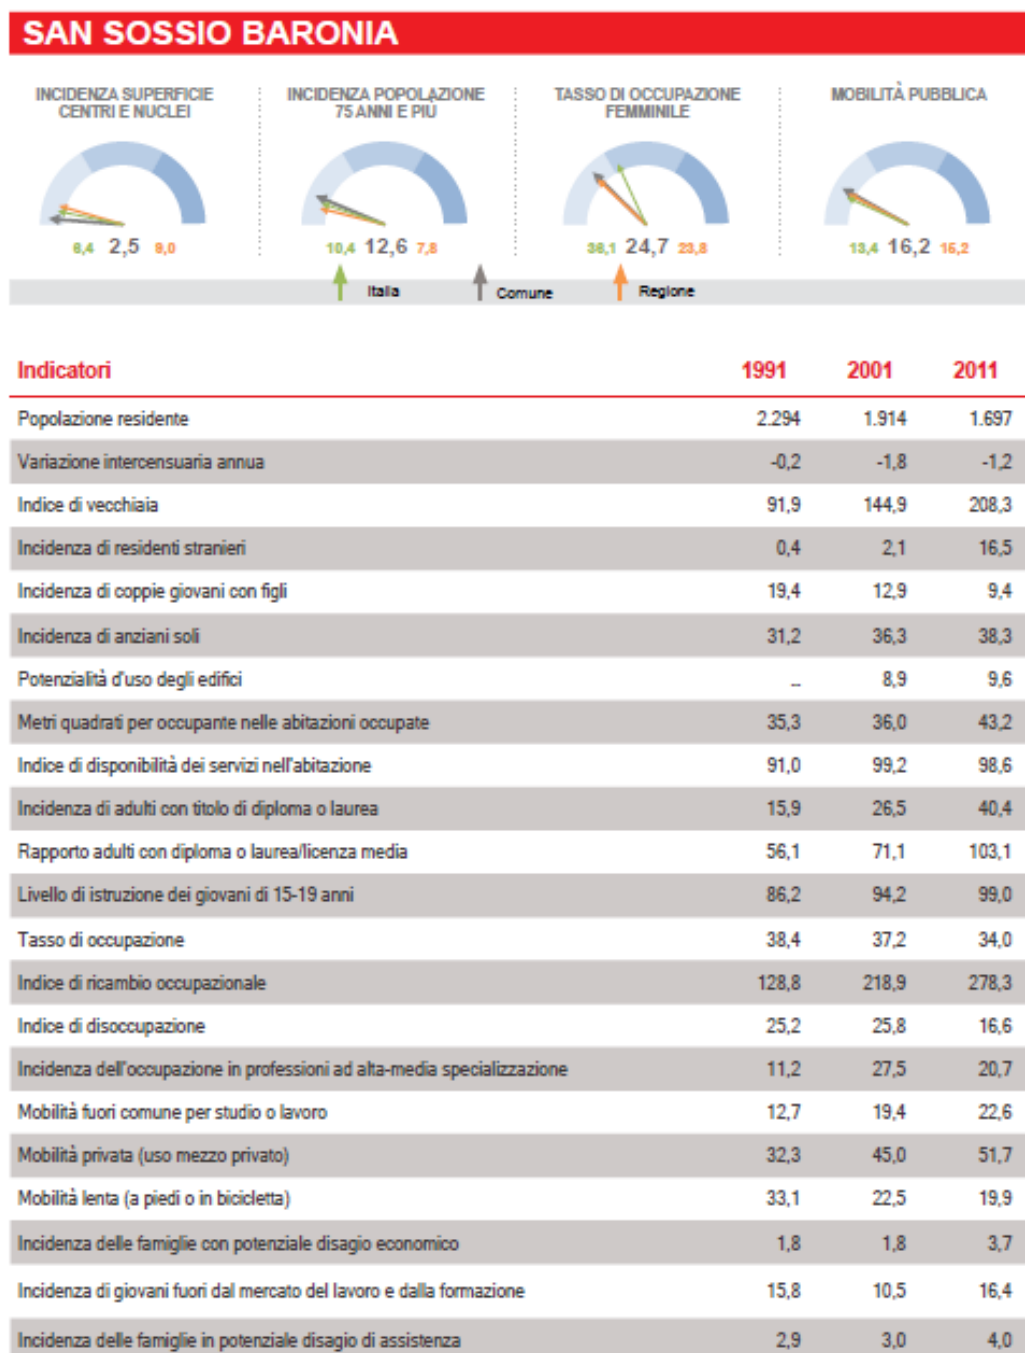 SAN SOSSIO BARONIA
INCIDENZA SUPERFICIE
CENTRI E NUCLEI
INCIDENZA POPOLAZIONE
75 ANNI E PIÙ
TASSO DI OCCUPAZIONE
FEMMINILE
MOBILITÀ PUBBLICA
6,4 2,5 9,0
10,4 12,6 7,8
36,1 24,7 23,8
13,4 16,2 16,2
Italia Comune Regione
Indicatori 1991 2001 2011
Popolazione residente 2.294 1.914 1.697
Variazione intercensuaria annua -0,2 -1,8 -1,2
Indice di vecchiaia 91,9 144,9 208,3
Incidenza di residenti stranieri 0,4 2,1 16,5
Incidenza di coppie giovani con figli 19,4 12,9 9,4
Incidenza di anziani soli 31,2 36,3 38,3
Potenzialità d'uso degli edifici ... 8,9 9,6
Metri quadrati per occupante nelle abitazioni occupate 35,3 36,0 43,2
Indice di disponibilità dei servizi nell'abitazione 91,0 99,2 98,6
Incidenza di adulti con titolo di diploma o laurea 15,9 26,5 40,4
Rapporto adulti con diploma o laurea/licenza media 56,1 71,1 103,1
Livello di istruzione dei giovani di 15-19 anni 86,2 94,2 99,0
Tasso di occupazione 38,4 37,2 34,0
Indice di ricambio occupazionale 128,8 218,9 278,3
Indice di disoccupazione 25,2 25,8 16,6
Incidenza dell'occupazione in professioni ad alta-media specializzazione 11,2 27,5 20,7
Mobilità fuori comune per studio o lavoro 12,7 19,4 22,6
Mobilità privata (uso mezzo privato) 32,3 45,0 51,7
Mobilità lenta (a piedi o in bicicletta) 33,1 22,5 19,9
Incidenza delle famiglie con potenziale disagio economico 1,8 1,8 3,7
Incidenza di giovani fuori dal mercato del lavoro e dalla formazione 15,8 10,5 16,4
Incidenza delle famiglie in potenziale disagio di assistenza 2,9 3,0 4,0